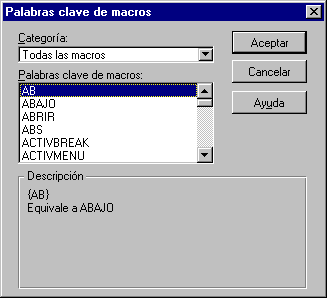 Palabras clave de macros
Categoría:
Todas las macros
Palabras clave de macros:
AB
ABAJO
ABRIR
ABS
ACTIVBREAK
ACTIVMENU
Aceptar
Cancelar
Ayuda
Descripción
{AB}
Equivale a ABAJO